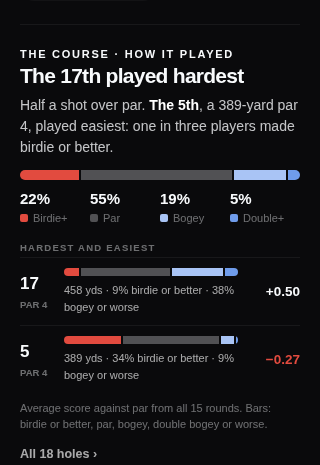 THE COURSE · HOW IT PLAYED
The 17th played hardest
Half a shot over par. The 5th, a 389-yard par
4, played easiest: one in three players made
birdie or better.
22% 55% 19% 5%
Birdie+ Par Bogey Double+
HARDEST AND EASIEST
17
PAR 4
458 yds · 9% birdie or better · 38%
bogey or worse
+0.50
5
PAR 4
389 yds · 34% birdie or better · 9%
bogey or worse
−0.27
Average score against par from all 15 rounds. Bars:
birdie or better, par, bogey, double bogey or worse.
All 18 holes ›